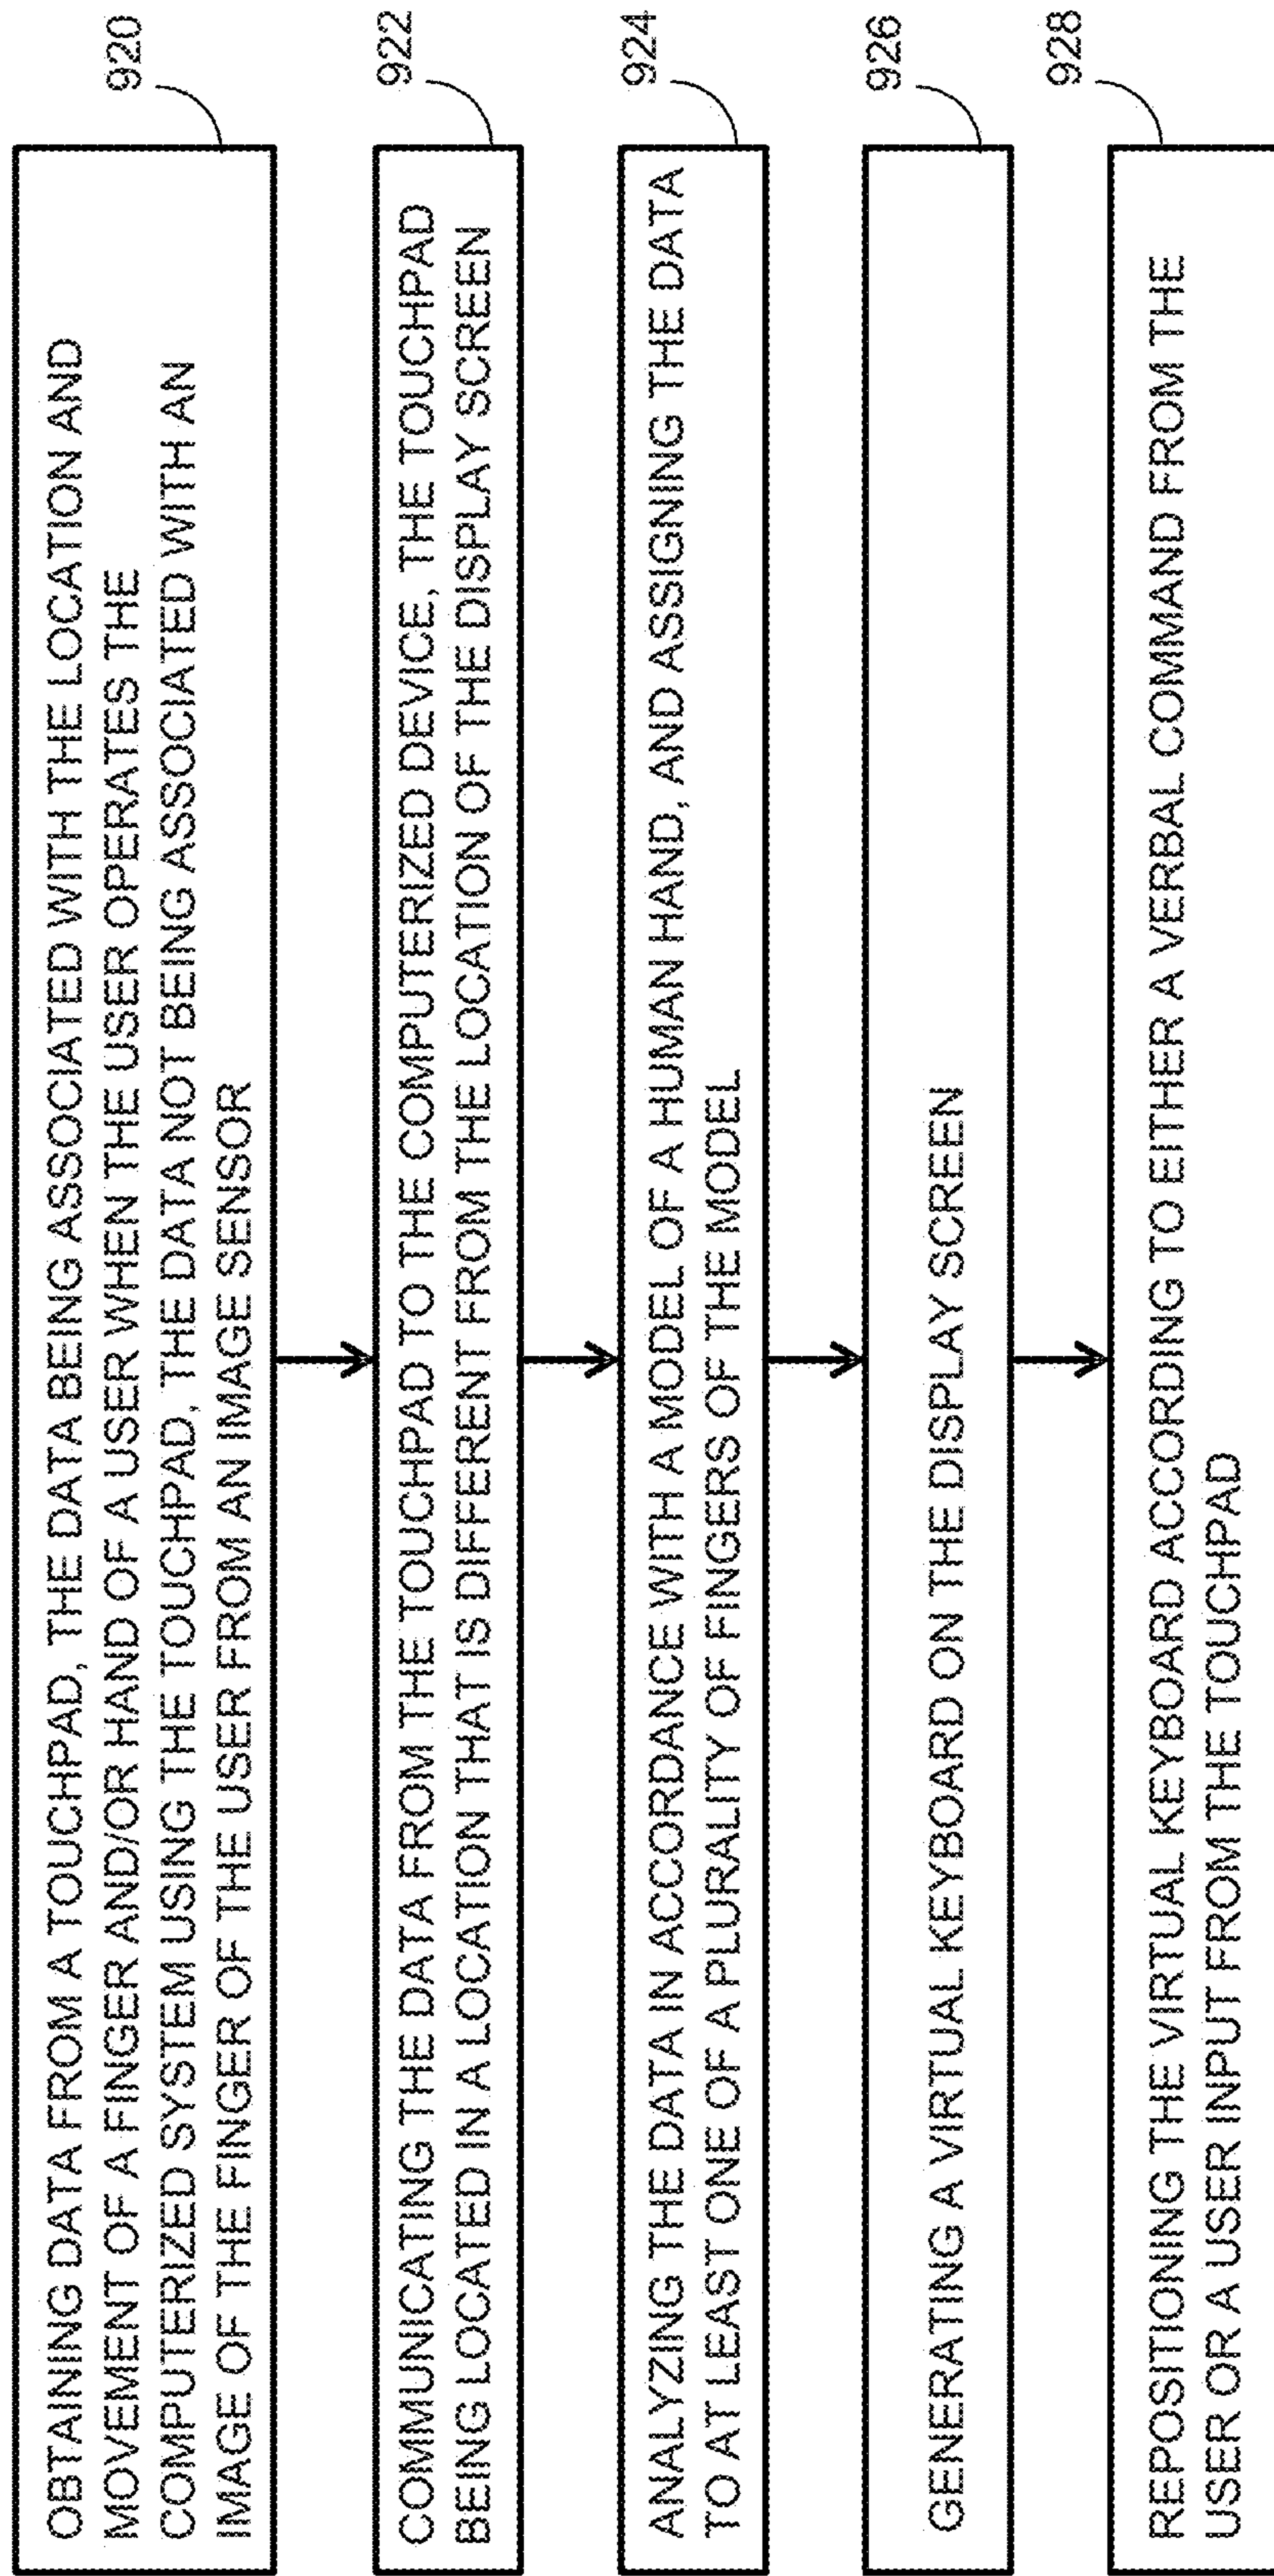 OBTAINING DATA FROM A TOUCHPAD, THE DATA BEING ASSOCIATED WITH THE LOCATION AND
MOVEMENT OF A FINGER AND/OR HAND OF A USER WHEN THE USER OPERATES THE
COMPUTERIZED SYSTEM USING THE TOUCHPAD, THE DATA NOT BEING ASSOCIATED WITH AN
IMAGE OF THE FINGER OF THE USER FROM AN IMAGE SENSOR
920
COMMUNICATING THE DATA FROM THE TOUCHPAD TO THE COMPUTERIZED DEVICE, THE TOUCHPAD
BEING LOCATED IN A LOCATION THAT IS DIFFERENT FROM THE LOCATION OF THE DISPLAY SCREEN
922
ANALYZING THE DATA IN ACCORDANCE WITH A MODEL OF A HUMAN HAND, AND ASSIGNING THE DATA
TO AT LEAST ONE OF A PLURALITY OF FINGERS OF THE MODEL
924
GENERATING A VIRTUAL KEYBOARD ON THE DISPLAY SCREEN
926
REPOSITIONING THE VIRTUAL KEYBOARD ACCORDING TO EITHER A VERBAL COMMAND FROM THE
USER OR A USER INPUT FROM THE TOUCHPAD
928